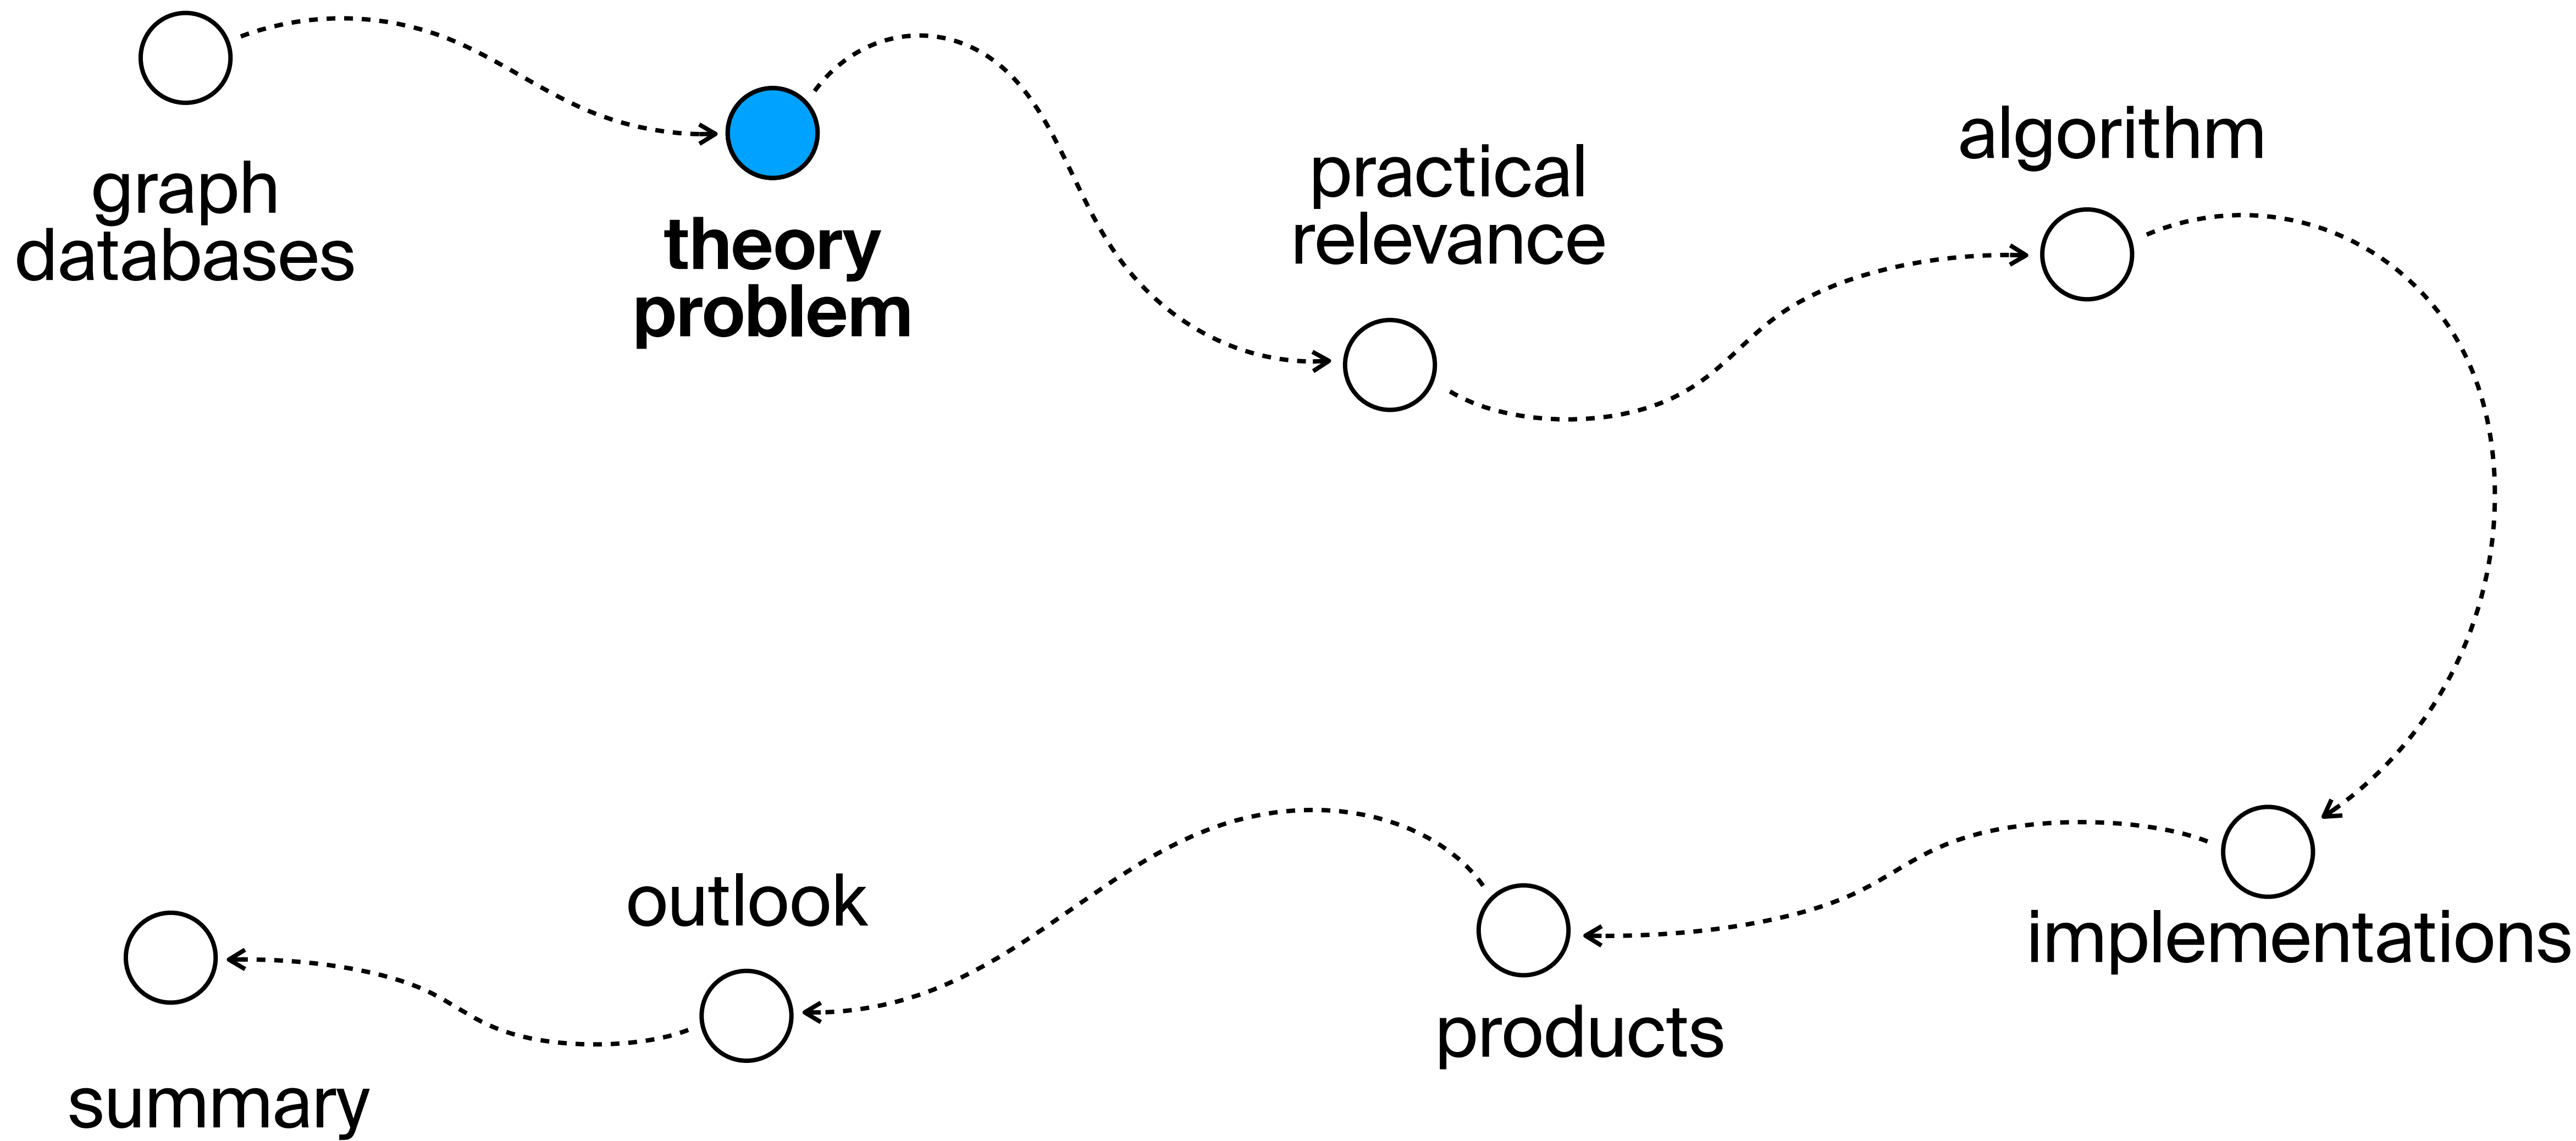 graph
databases
theory
problem
practical
relevance
algorithm
implementations
products
outlook
summary